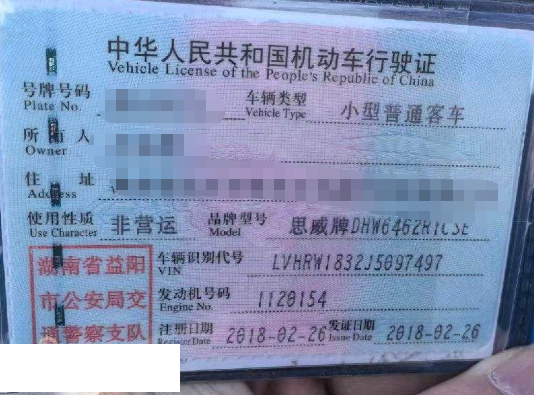 中华人民共和国机动车行驶证
Vehicle License of the People's Republic of China
号牌号码 车辆类型 小型普通客车
Plate No. Vehicle Type
所有人
Owner
住址
Address
使用性质 非营运 品牌型号 思威牌DHW6462R1CSE
Use Character Model
湖南省益阳 车辆识别代号 LVHRW1832J5097497
VIN
市公安局交 发动机号码 1120154
Engine No.
警察支队 注册日期 2018-02-26 发证日期 2018-02-26
Register Date Issue Date